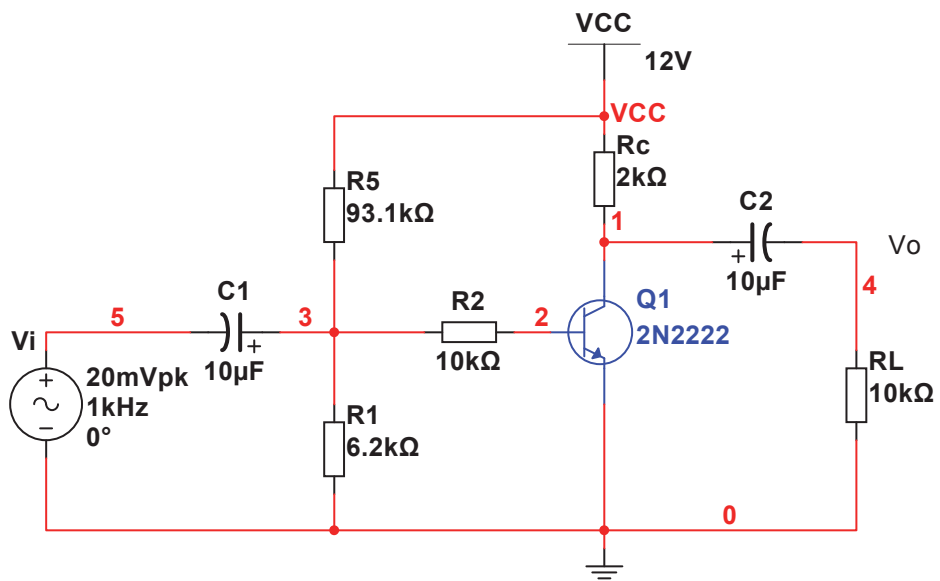 VCC
12V
VCC
Rc
2kΩ
R5
93.1kΩ
1
C2
10µF
Vo
4
Vi
5
C1
10µF
3
R2
10kΩ
2
Q1
2N2222
20mVpk
1kHz
0°
R1
6.2kΩ
RL
10kΩ
0